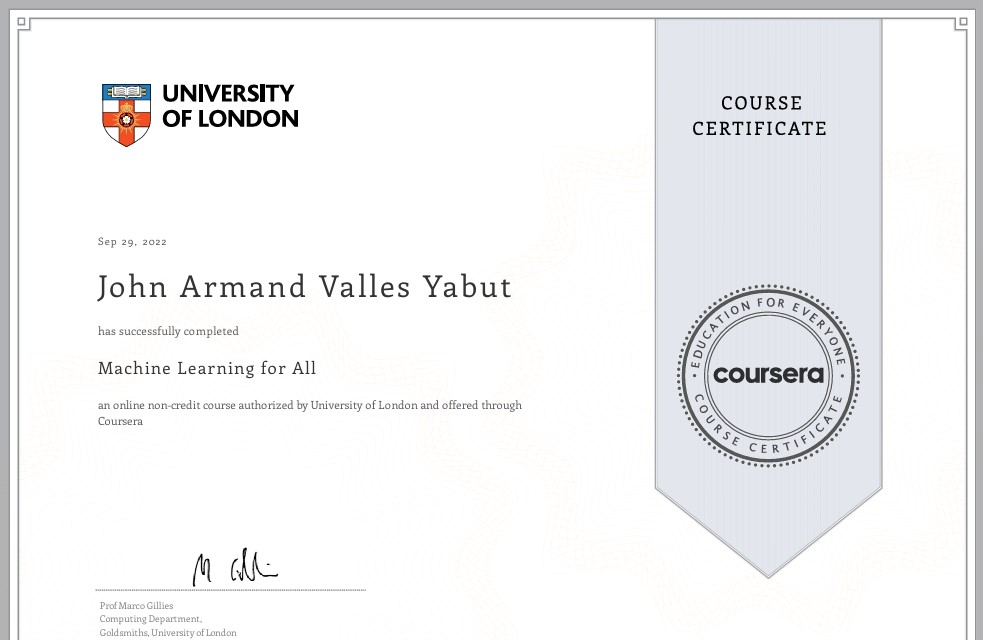 UNIVERSITY
OF LONDON
COURSE
CERTIFICATE
Sep 29, 2022
John Armand Valles Yabut
has successfully completed
Machine Learning for All
an online non-credit course authorized by University of London and offered through
Coursera
EDUCATION FOR EVERYONE
coursera
COURSE CERTIFICATE
Prof Marco Gillies
Computing Department,
Goldsmiths, University of London